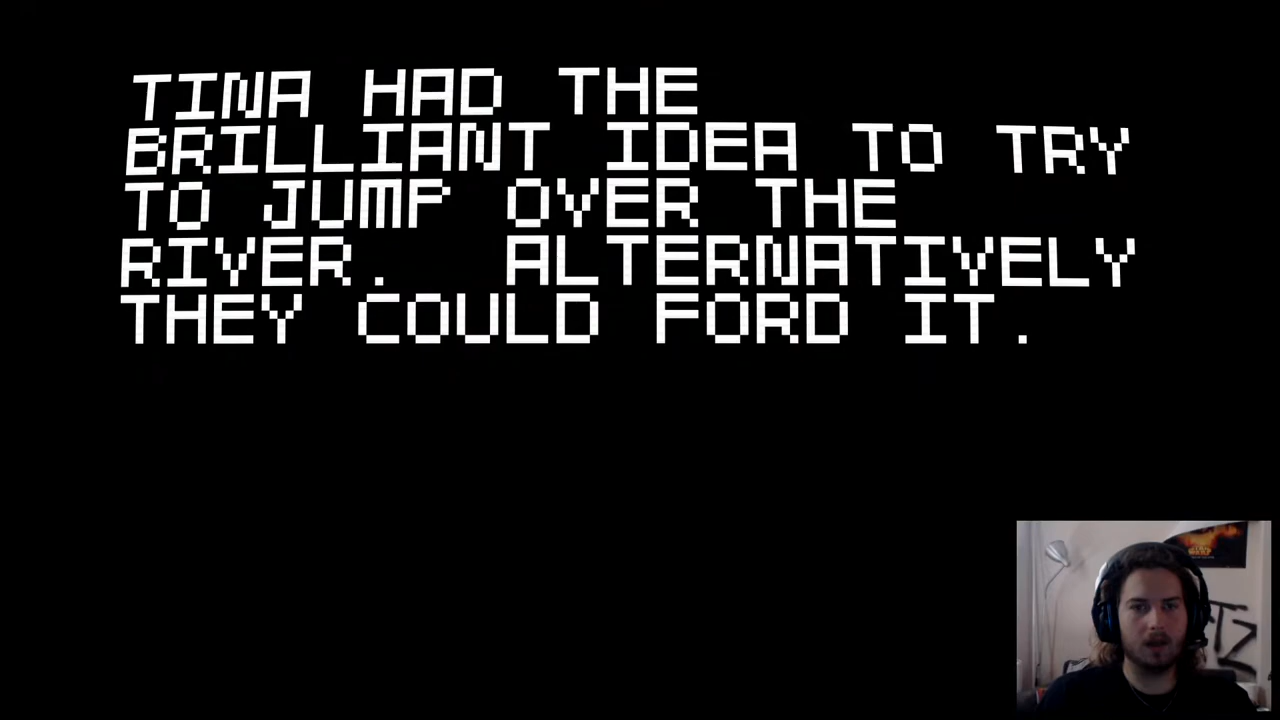 TINA HAD THE
BRILLIANT IDEA TO TRY
TO JUMP OVER THE
RIVER. ALTERNATIVELY
THEY COULD FORD IT.